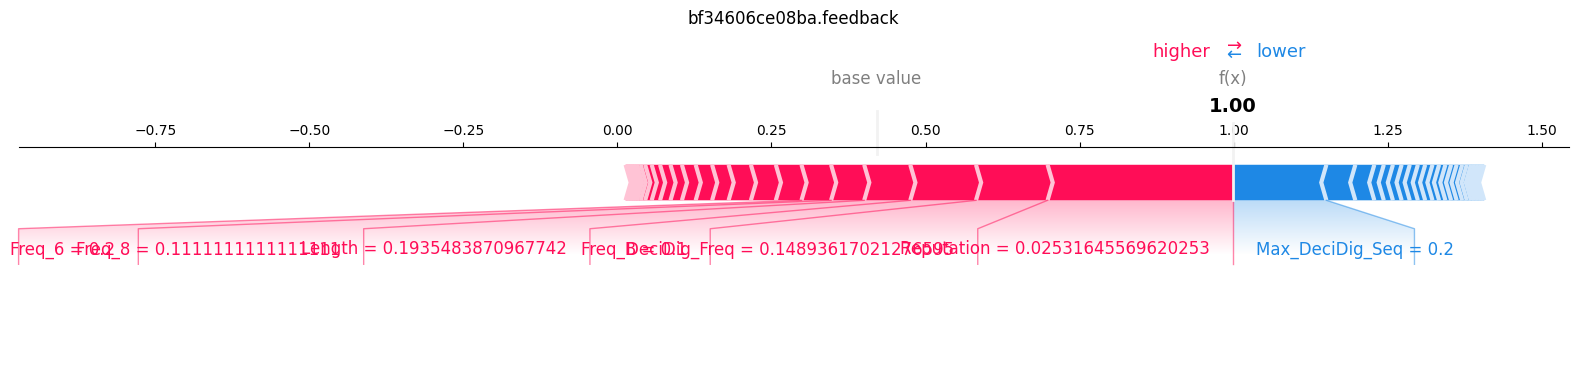 bf34606ce08ba.feedback
higher ⇄ lower
base value f(x)
1.00
−0.75 −0.50 −0.25 0.00 0.25 0.50 0.75 1.00 1.25 1.50
Freq_6 = 0.2 Freq_8 = 0.1111111111111111 Length = 0.1935483870967742 Freq_B = 0.1 DeciDig_Freq = 0.14893617021276595 Reputation = 0.02531645569620253 Max_DeciDig_Seq = 0.2